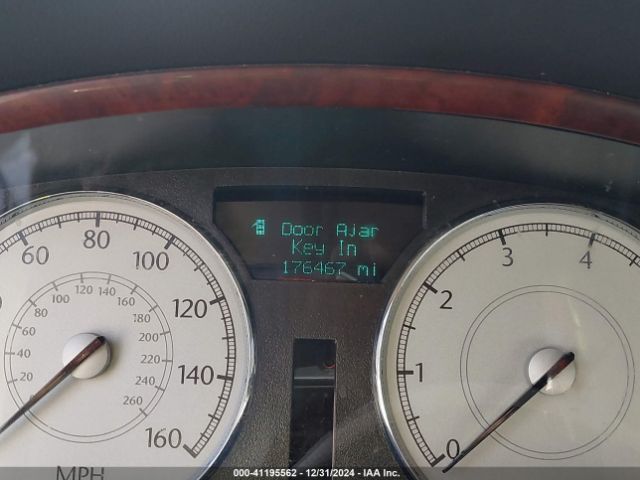 Door Ajar
Key In
176467 mi
60 80 100 120 140 160
20 40 60 80 100 120 140 160 180 200 220 240 260
MPH
0 1 2 3 4
000-41195562 - 12/31/2024 - IAA Inc.